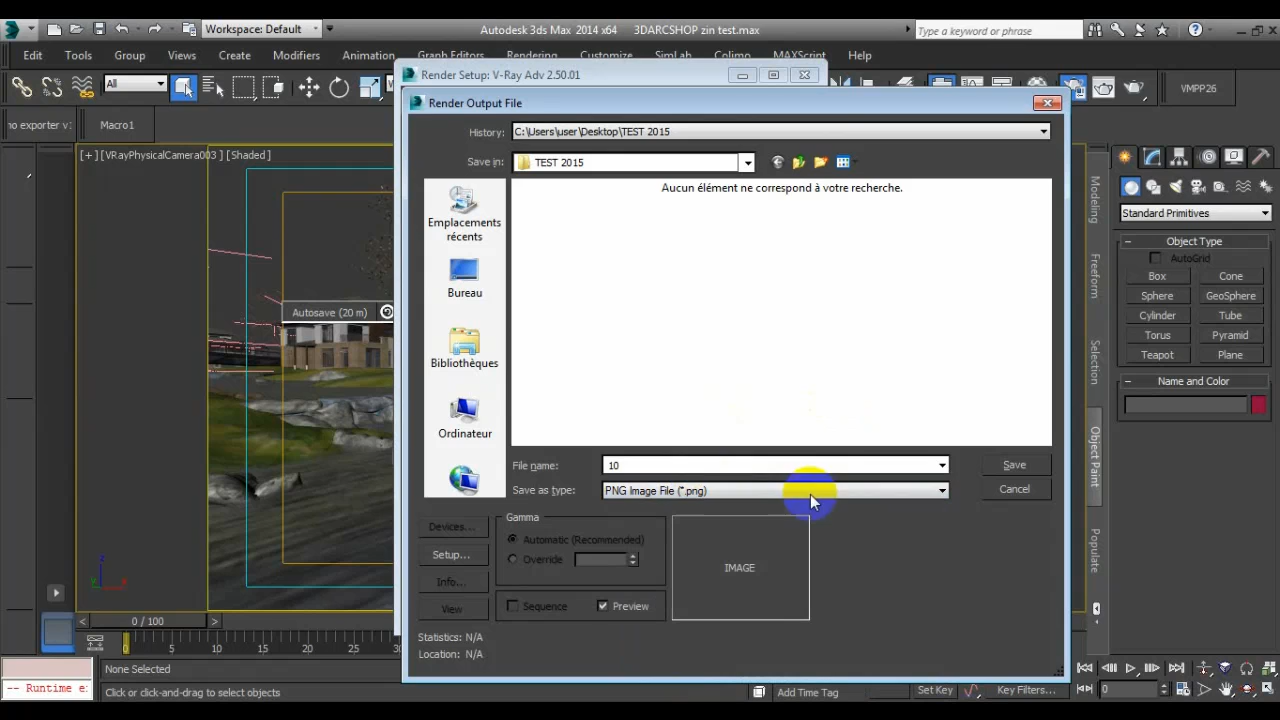 Workspace: Default
Autodesk 3ds Max 2014 x64 3DARCSHOP zin test.max
Type a keyword or phrase
Edit Tools Group Views Create Modifiers Animation Graph Editors Rendering Customize SimLab Colimo MAXScript Help
All
VMPP26
Render Setup: V-Ray Adv 2.50.01
Render Output File
no exporter v: Macro1
History: C:\Users\user\Desktop\TEST 2015
[+] [VRayPhysicalCamera003 ] [Shaded ]
Save in: TEST 2015
Aucun élément ne correspond à votre recherche.
Emplacements
récents
Bureau
Bibliothèques
Ordinateur
Autosave (20 m)
File name: 10
Save
Save as type: PNG Image File (*.png)
Cancel
Devices...
Setup...
Info...
View
Gamma
Automatic (Recommended)
Override
Sequence
Preview
IMAGE
Statistics: N/A
Location: N/A
Standard Primitives
Object Type
AutoGrid
Box Cone
Sphere GeoSphere
Cylinder Tube
Torus Pyramid
Teapot Plane
Name and Color
Modeling
Freeform
Selection
Object Paint
Populate
z
y
x
< 0 / 100 >
0 5 10 15 20 25 30
None Selected
-- Runtime e:
Click or click-and-drag to select objects
Add Time Tag
Set Key
Key Filters...
0